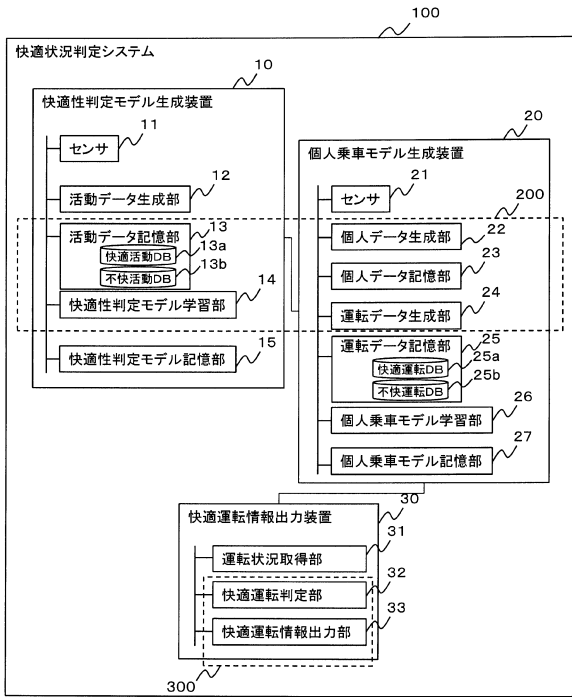 100
快適状況判定システム
10
快適性判定モデル生成装置
11
センサ
12
活動データ生成部
13
活動データ記憶部
13a
快適活動DB
13b
不快活動DB
14
快適性判定モデル学習部
15
快適性判定モデル記憶部
20
個人乗車モデル生成装置
21
センサ
200
22
個人データ生成部
23
個人データ記憶部
24
運転データ生成部
25
運転データ記憶部
25a
快適運転DB
25b
不快運転DB
26
個人乗車モデル学習部
27
個人乗車モデル記憶部
30
快適運転情報出力装置
31
運転状況取得部
32
快適運転判定部
33
快適運転情報出力部
300